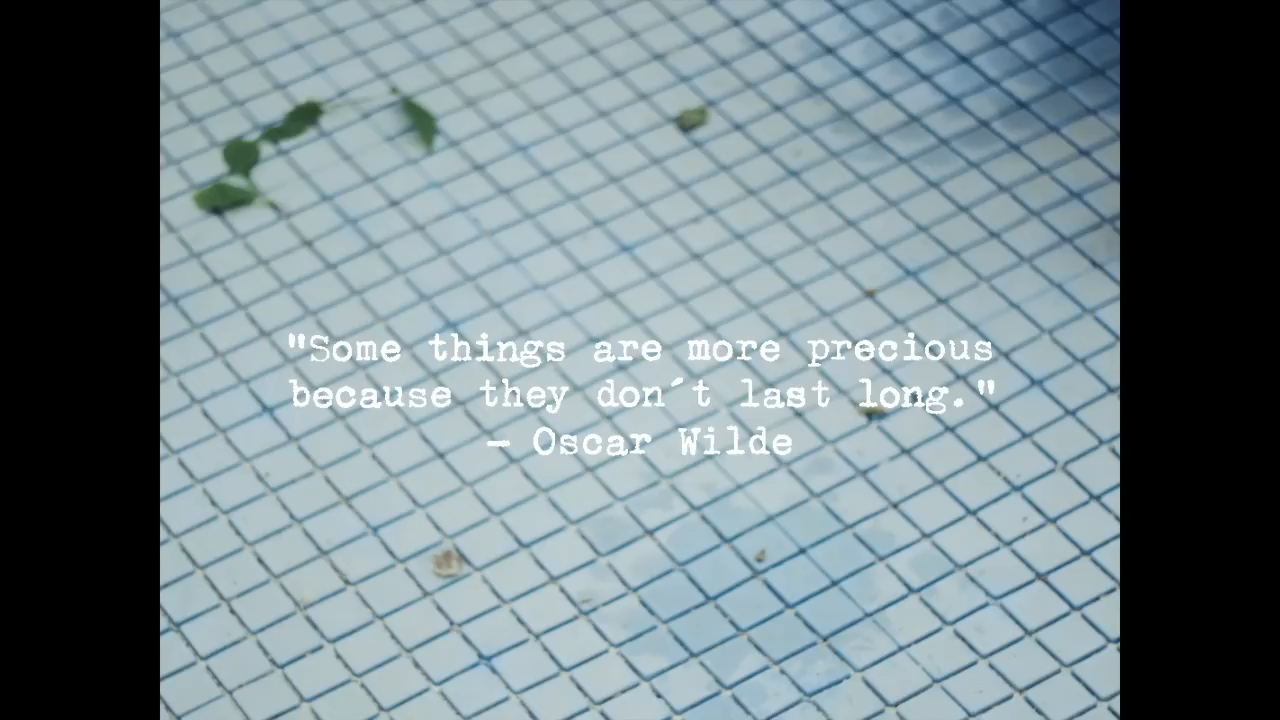 "Some things are more precious
because they don´t last long."
— Oscar Wilde